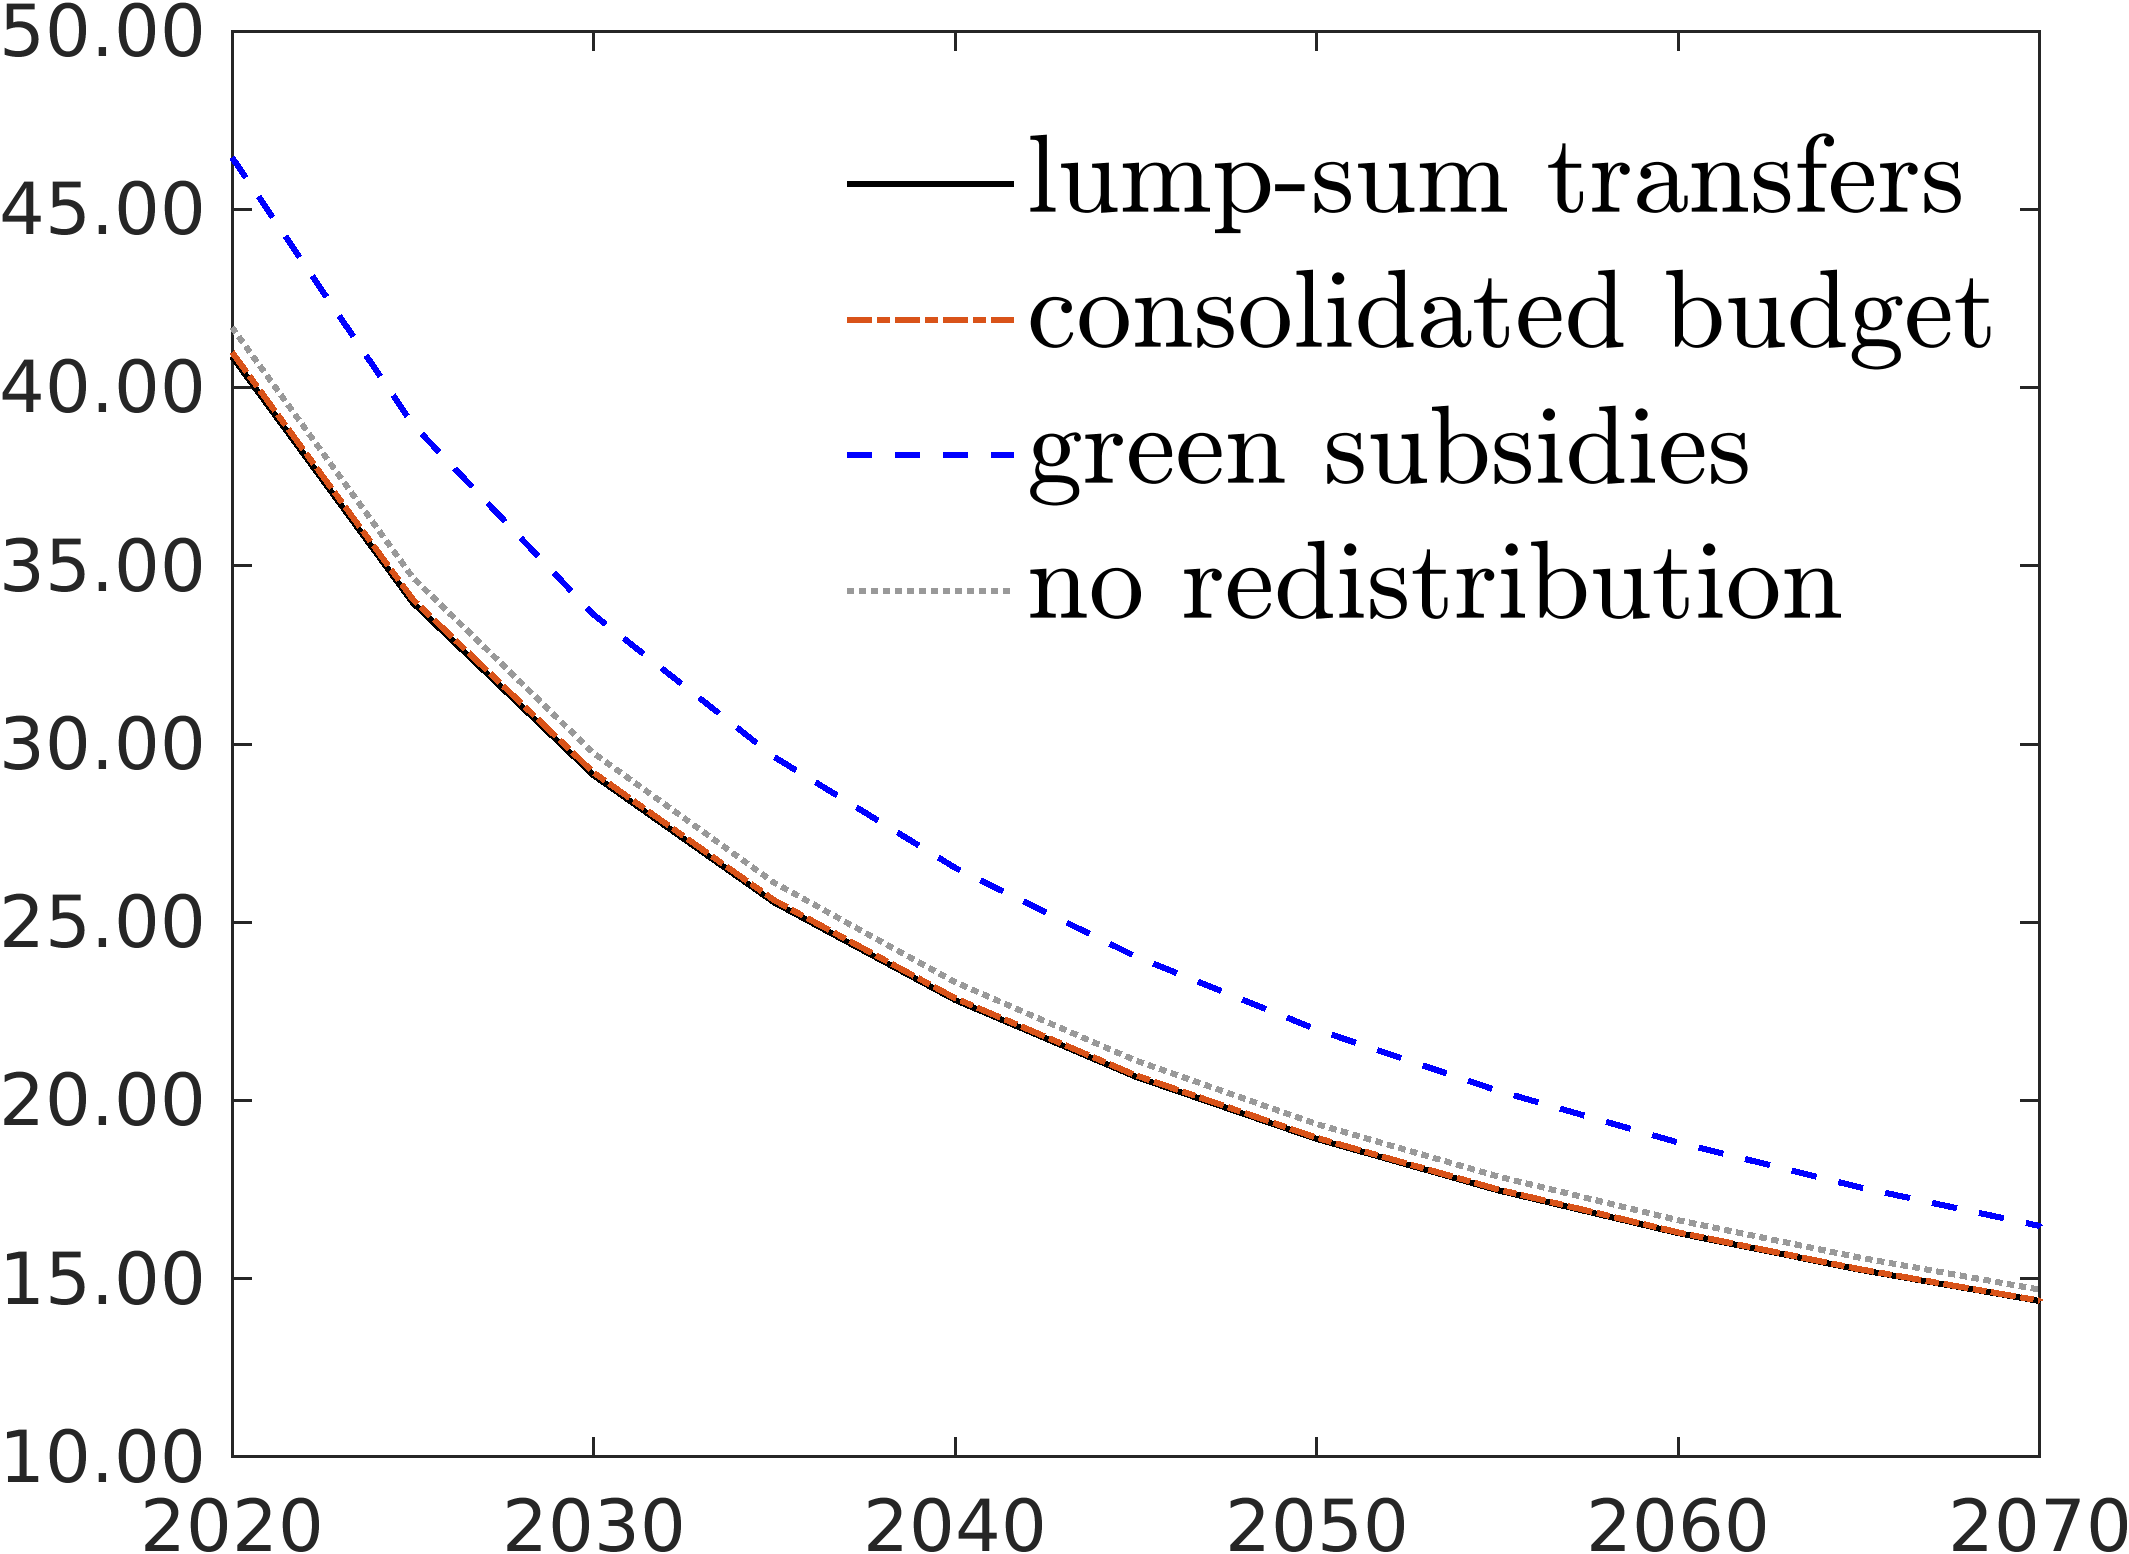 50.00
45.00
40.00
35.00
30.00
25.00
20.00
15.00
10.00
lump-sum transfers
consolidated budget
green subsidies
no redistribution
2020 2030 2040 2050 2060 2070